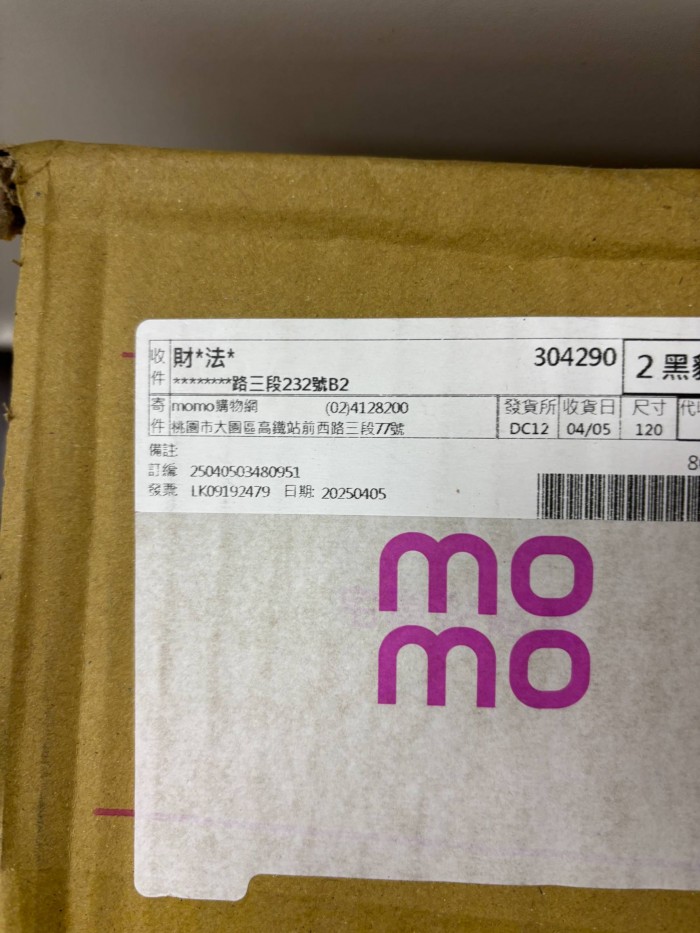 收件 財*法* 304290 2 黑
********路三段232號B2
寄件 momo購物網 (02)4128200 發貨所 收貨日 尺寸
桃園市大園區高鐵站前西路三段77號 DC12 04/05 120
備註:
訂編: 25040503480951
發票: LK09192479 日期: 20250405
momo